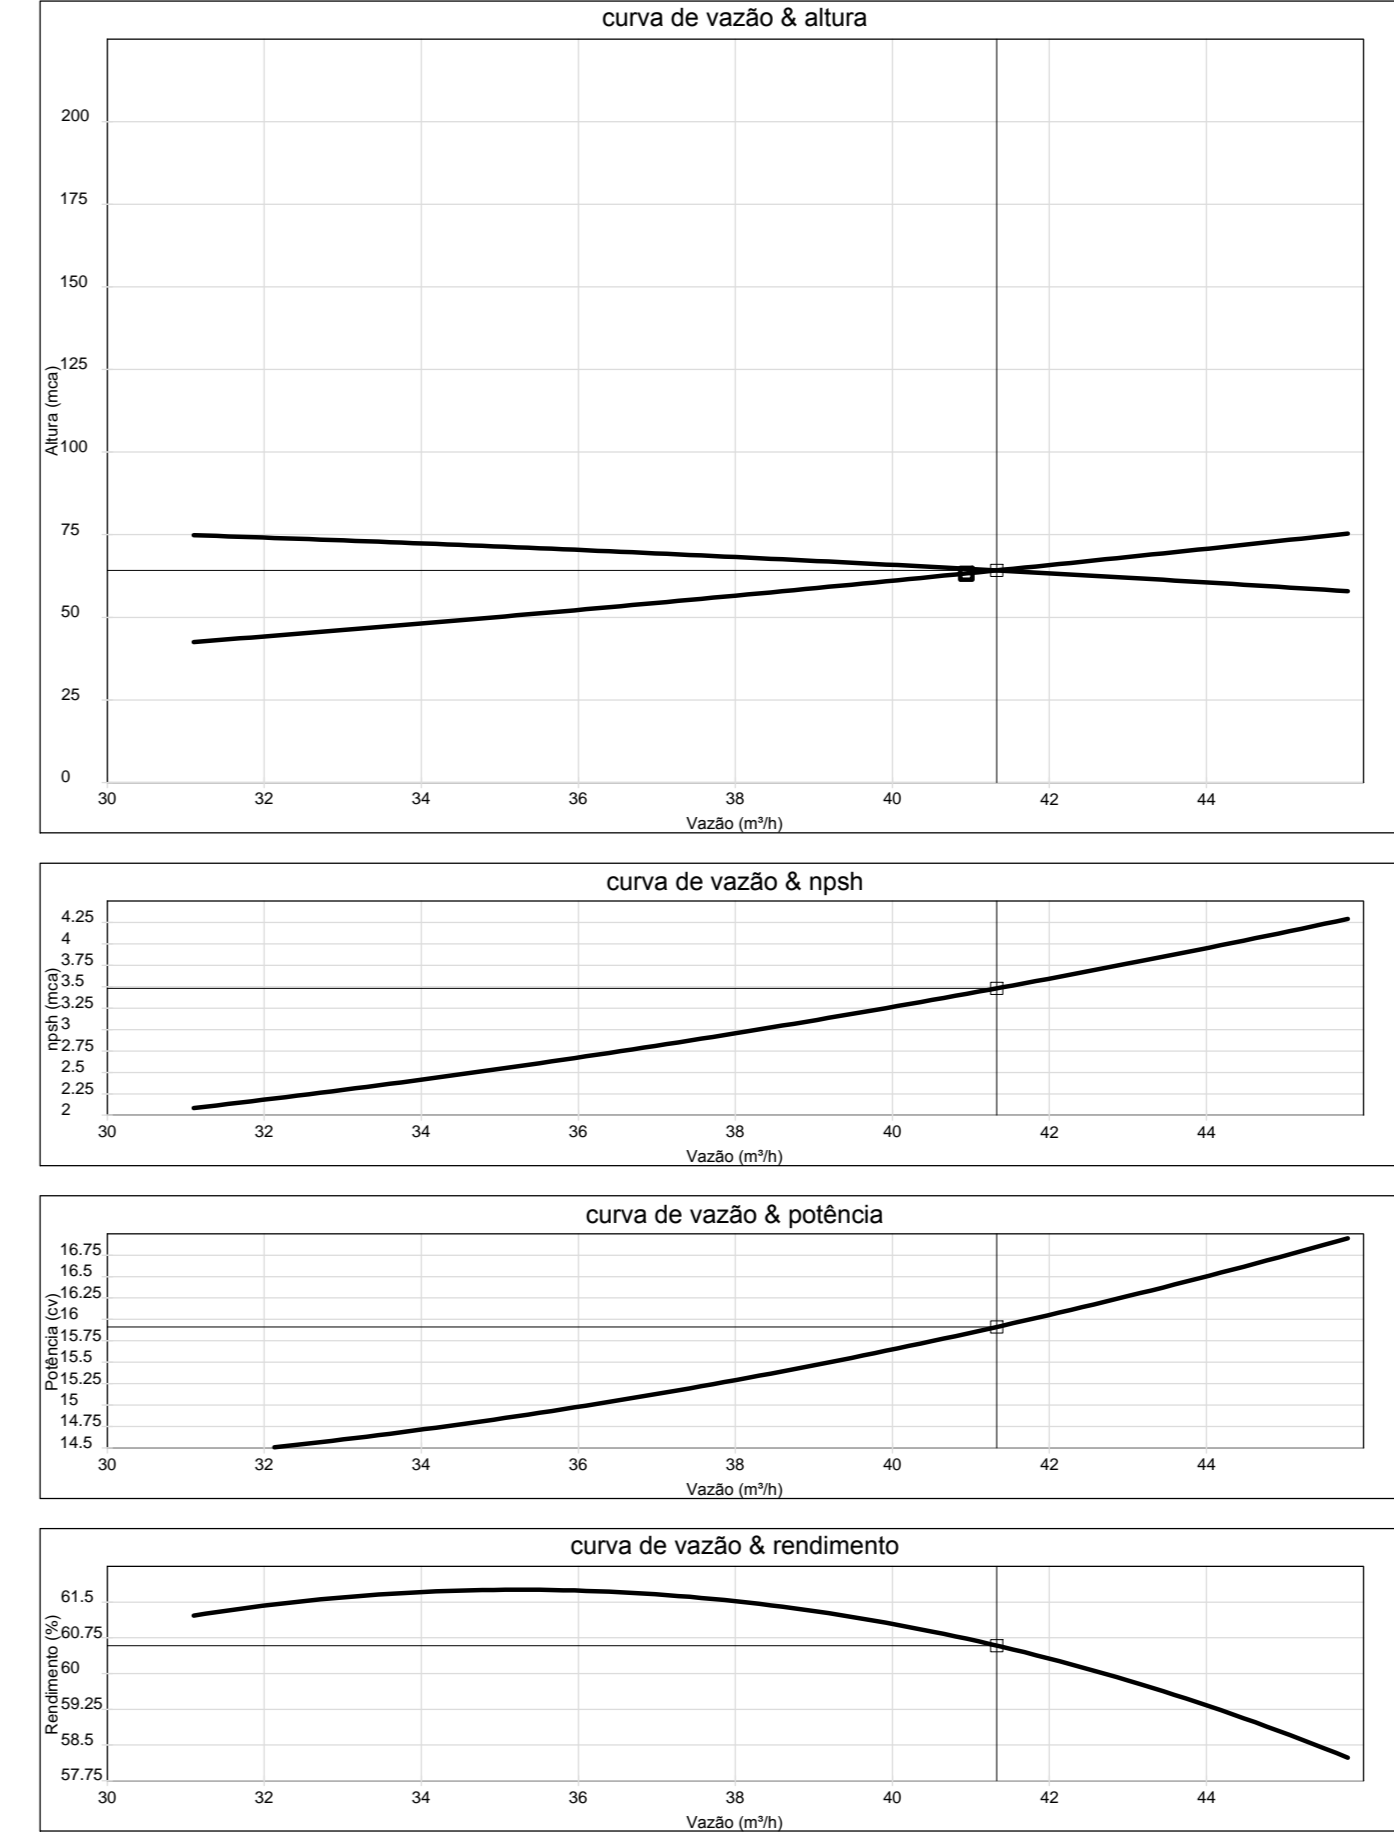 curva de vazão & altura
200
175
150
125
100
75
50
25
0
Altura (mca)
30 32 34 36 38 40 42 44
Vazão (m³/h)
curva de vazão & npsh
4.25
4
3.75
3.5
3.25
3
2.75
2.5
2.25
2
npsh (mca)
30 32 34 36 38 40 42 44
Vazão (m³/h)
curva de vazão & potência
16.75
16.5
16.25
16
15.75
15.5
15.25
15
14.75
14.5
Potência (cv)
30 32 34 36 38 40 42 44
Vazão (m³/h)
curva de vazão & rendimento
61.5
60.75
60
59.25
58.5
57.75
Rendimento (%)
30 32 34 36 38 40 42 44
Vazão (m³/h)